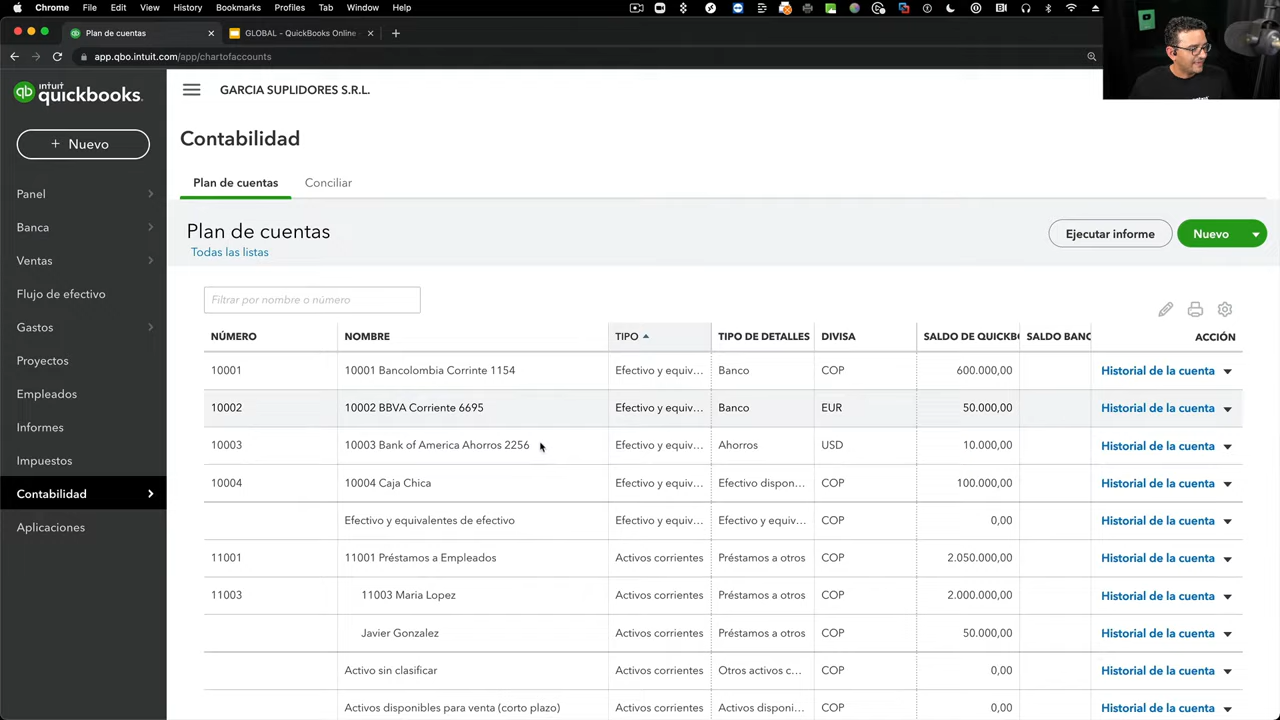 Chrome File Edit View History Bookmarks Profiles Tab Window Help
Plan de cuentas
GLOBAL - QuickBooks Online
app.qbo.intuit.com/app/chartofaccounts
intuit quickbooks.
GARCIA SUPLIDORES S.R.L.
+ Nuevo
Panel
Banca
Ventas
Flujo de efectivo
Gastos
Proyectos
Empleados
Informes
Impuestos
Contabilidad
Aplicaciones
Contabilidad
Plan de cuentas Conciliar
Plan de cuentas
Todas las listas
Ejecutar informe
Nuevo
Filtrar por nombre o número
NÚMERO NOMBRE TIPO TIPO DE DETALLES DIVISA SALDO DE QUICKB SALDO BANC ACCIÓN
10001 10001 Bancolombia Corrinte 1154 Efectivo y equiv... Banco COP 600.000,00 Historial de la cuenta
10002 10002 BBVA Corriente 6695 Efectivo y equiv... Banco EUR 50.000,00 Historial de la cuenta
10003 10003 Bank of America Ahorros 2256 Efectivo y equiv... Ahorros USD 10.000,00 Historial de la cuenta
10004 10004 Caja Chica Efectivo y equiv... Efectivo dispon... COP 100.000,00 Historial de la cuenta
Efectivo y equivalentes de efectivo Efectivo y equiv... Efectivo y equiv... COP 0,00 Historial de la cuenta
11001 11001 Préstamos a Empleados Activos corrientes Préstamos a otros COP 2.050.000,00 Historial de la cuenta
11003 11003 Maria Lopez Activos corrientes Préstamos a otros COP 2.000.000,00 Historial de la cuenta
Javier Gonzalez Activos corrientes Préstamos a otros COP 50.000,00 Historial de la cuenta
Activo sin clasificar Activos corrientes Otros activos c... COP 0,00 Historial de la cuenta
Activos disponibles para venta (corto plazo) Activos corrientes Activos disponi... COP 0,00 Historial de la cuenta